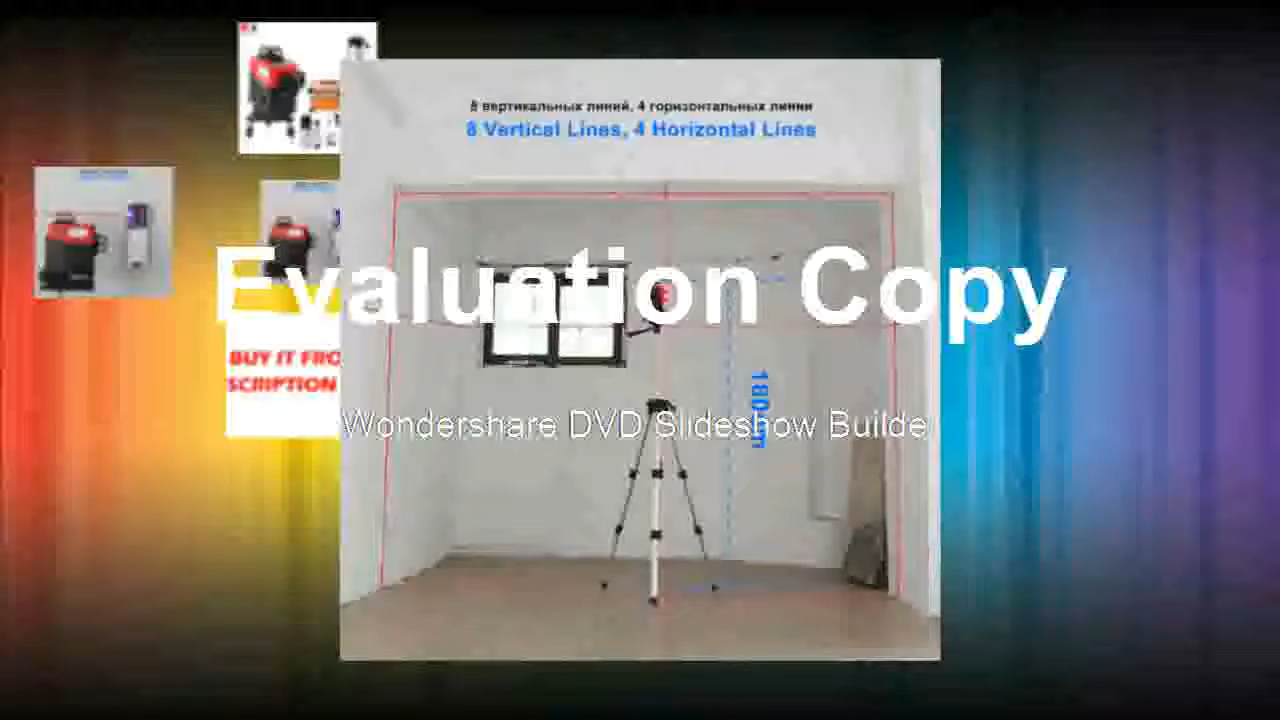 8 вертикальных линий, 4 горизонтальных линии
8 Vertical Lines, 4 Horizontal Lines
Evaluation Copy
BUY IT FRO
SCRIPTION
Wondershare DVD Slideshow Builde